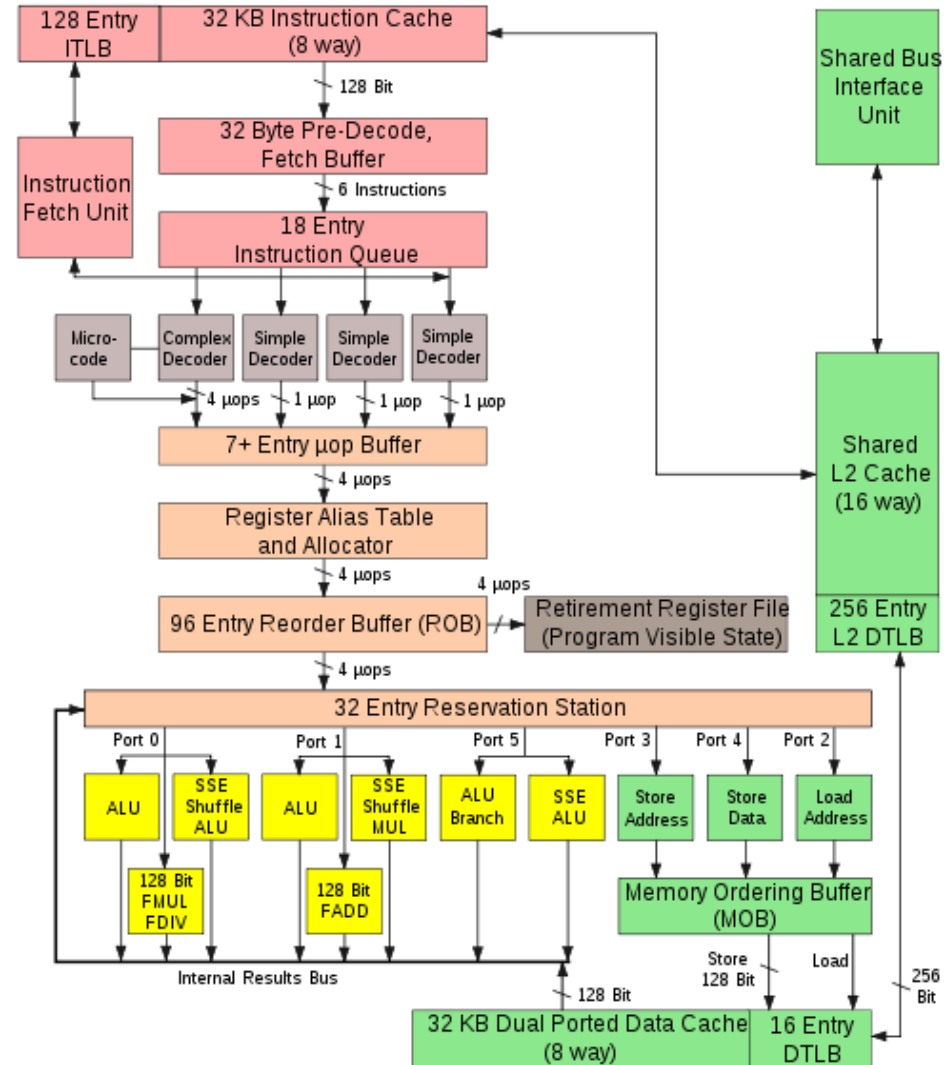 128 Entry
ITLB
32 KB Instruction Cache
(8 way)
Shared Bus
Interface
Unit
128 Bit
32 Byte Pre-Decode,
Fetch Buffer
Instruction
Fetch Unit
6 Instructions
18 Entry
Instruction Queue
Micro-
code
Complex
Decoder
Simple
Decoder
Simple
Decoder
Simple
Decoder
4 µops
1 µop
1 µop
1 µop
7+ Entry µop Buffer
Shared
L2 Cache
(16 way)
4 µops
Register Alias Table
and Allocator
4 µops
4 µops
96 Entry Reorder Buffer (ROB)
Retirement Register File
(Program Visible State)
256 Entry
L2 DTLB
4 µops
32 Entry Reservation Station
Port 0
Port 1
Port 5
Port 3
Port 4
Port 2
ALU
SSE
Shuffle
ALU
ALU
SSE
Shuffle
MUL
ALU
Branch
SSE
ALU
Store
Address
Store
Data
Load
Address
128 Bit
FMUL
FDIV
128 Bit
FADD
Memory Ordering Buffer
(MOB)
Internal Results Bus
Store
128 Bit
Load
256
Bit
128 Bit
32 KB Dual Ported Data Cache
(8 way)
16 Entry
DTLB